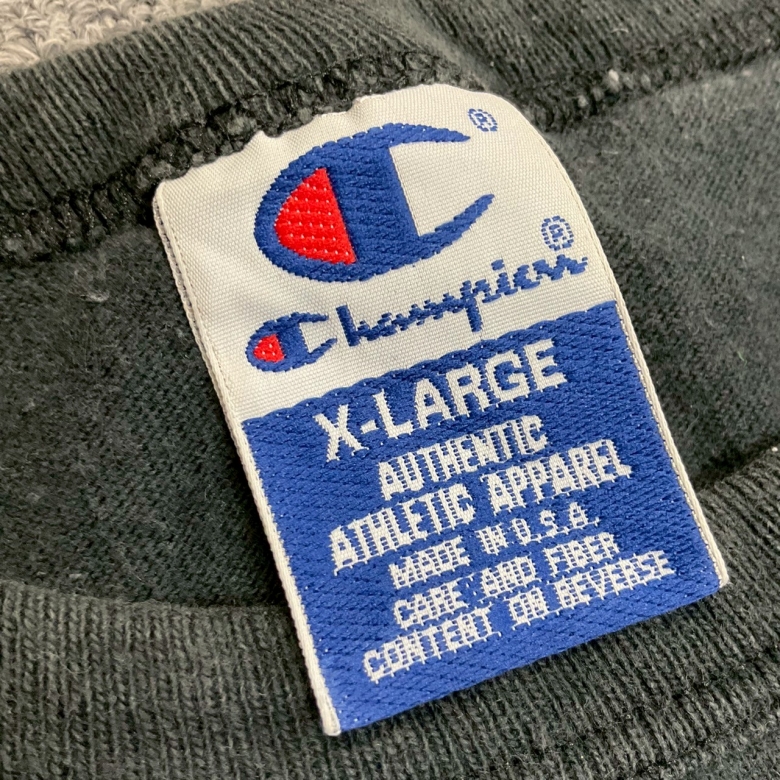 ®
®
Champion
X-LARGE
AUTHENTIC
ATHLETIC APPAREL
MADE IN U.S.A.
CARE AND FIBER
CONTENT ON REVERSE